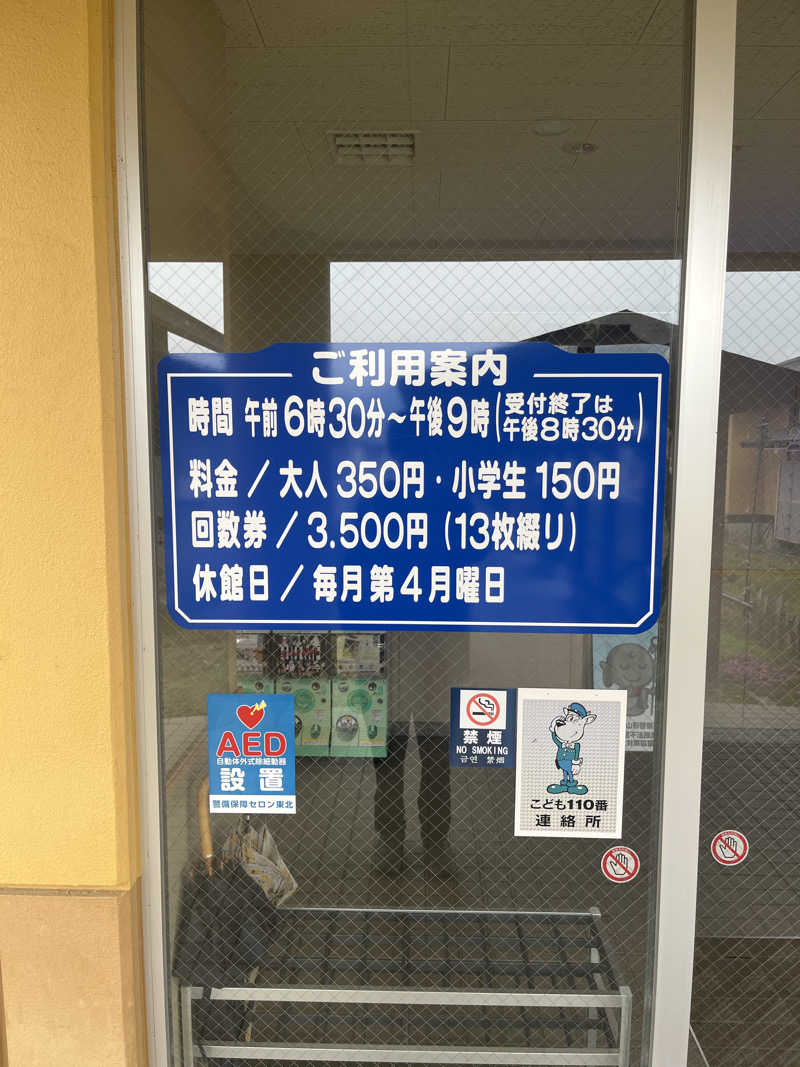 ご利用案内
時間 午前6時30分～午後9時(受付終了は
午後8時30分)
料金／大人350円・小学生150円
回数券／3.500円(13枚綴り)
休館日／毎月第4月曜日
AED
自動体外式除細動器
設置
警備保障セロン東北
禁煙
NO SMOKING
금연 禁烟
こども110番
連絡所